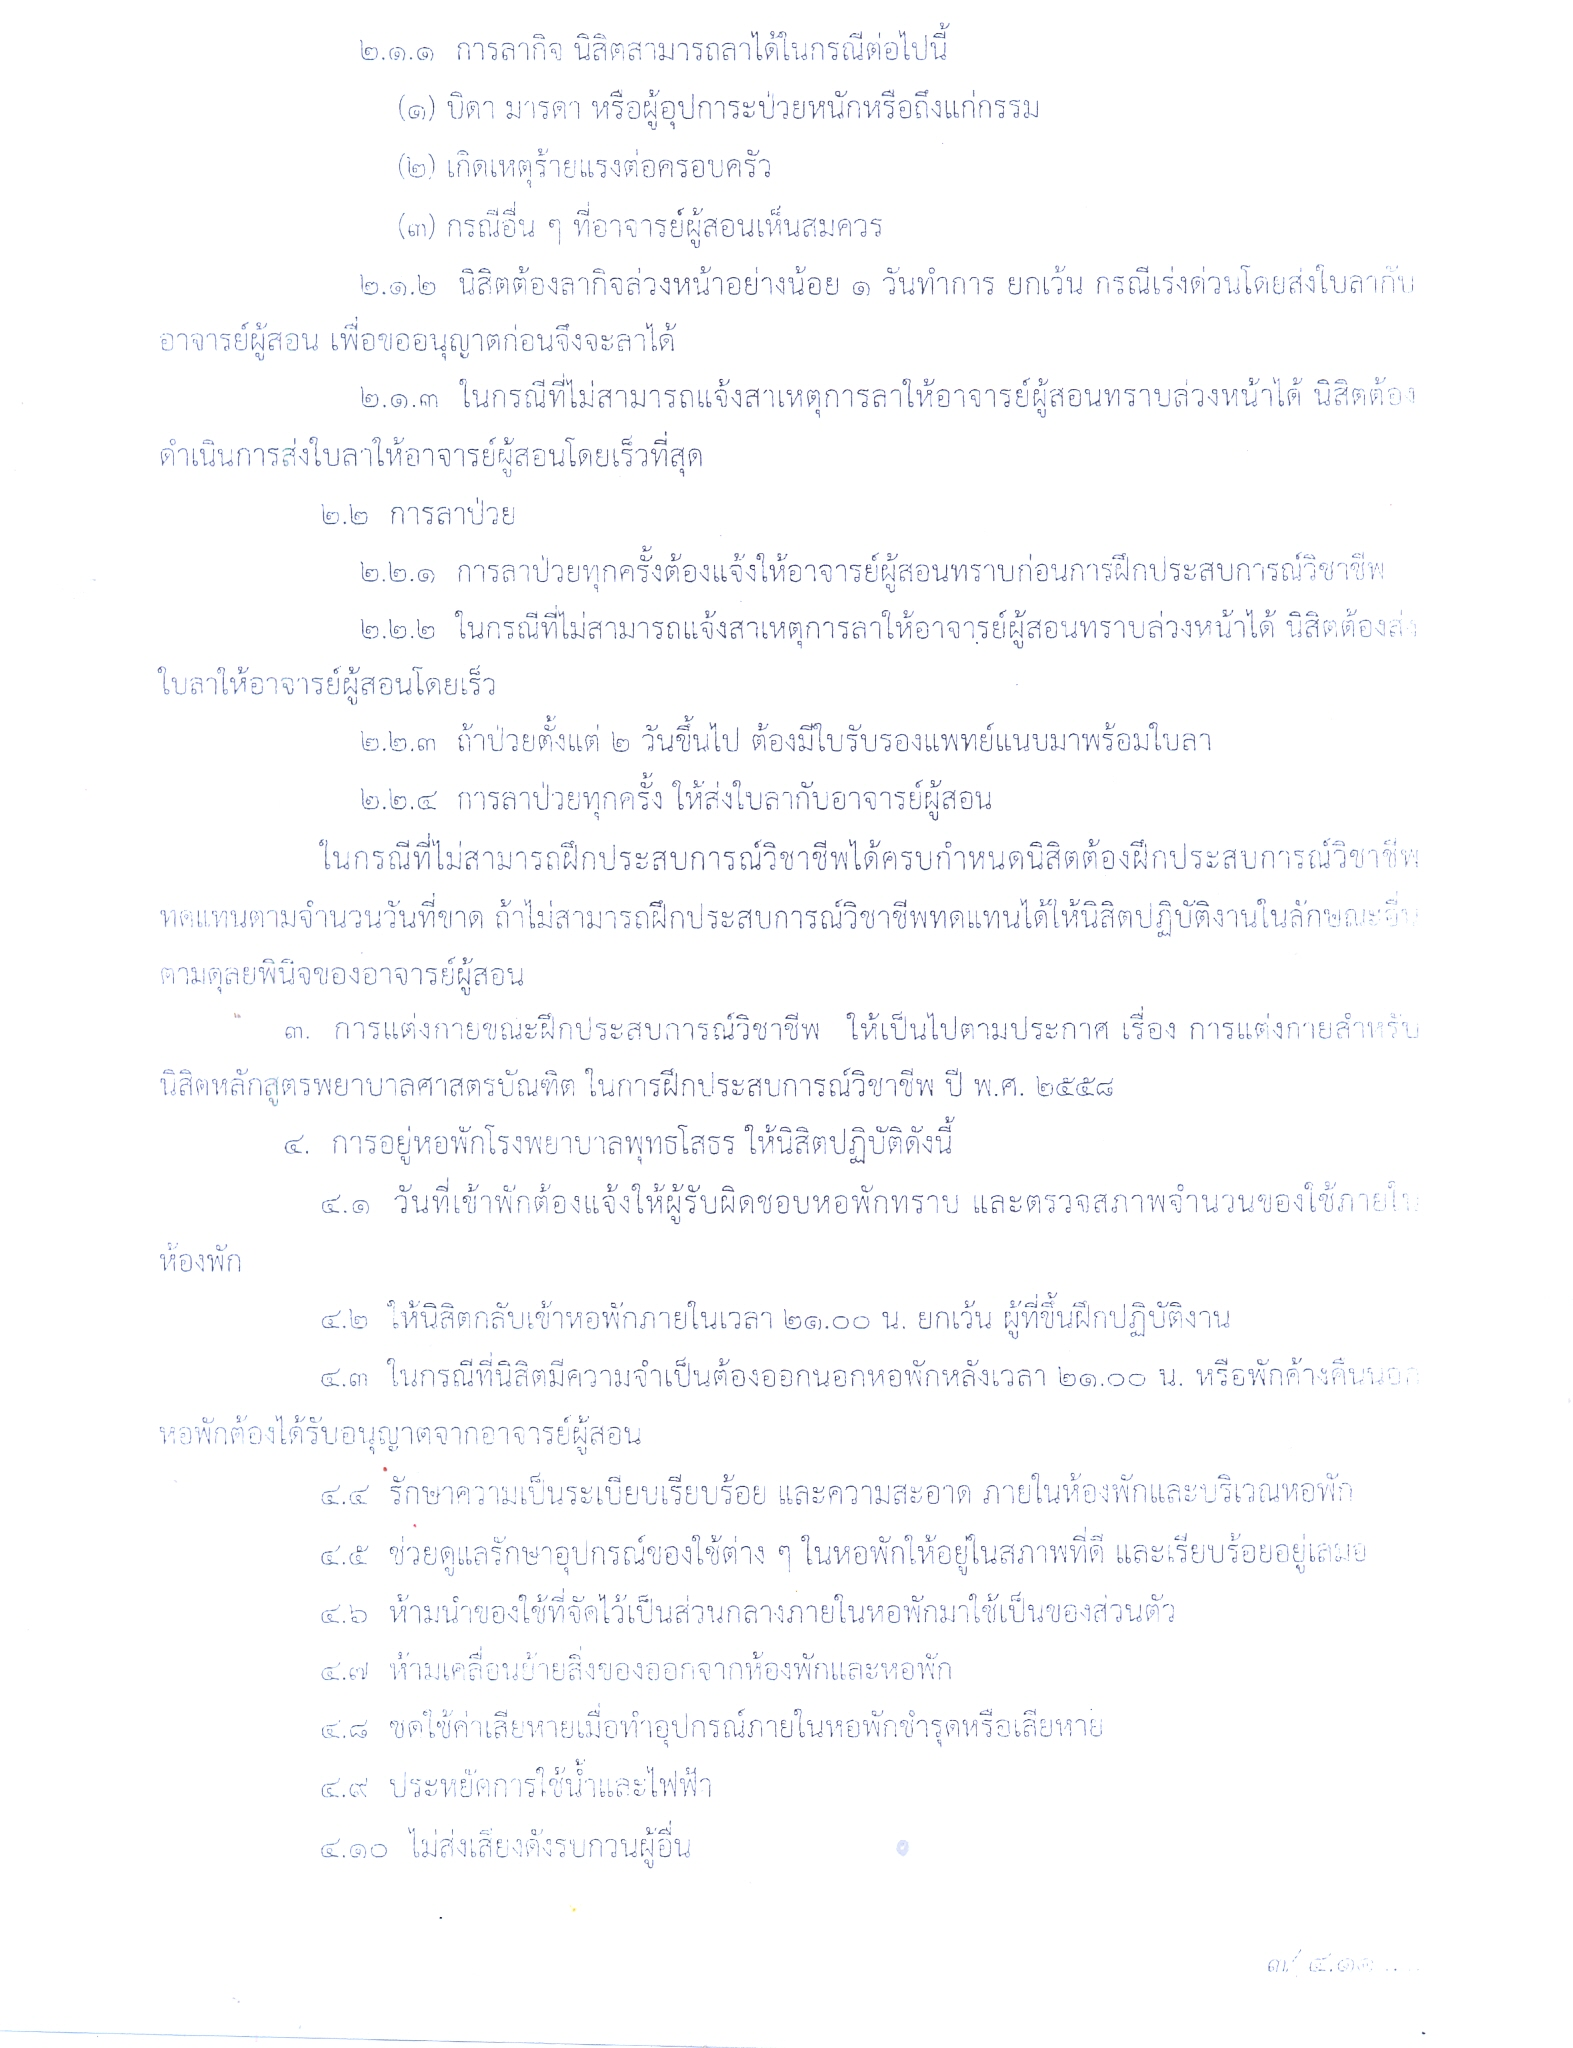 ๒.๑.๑ การลากิจ นิสิตสามารถลาได้ในกรณีต่อไปนี้
(๑) บิดา มารดา หรือผู้อุปการะป่วยหนักหรือถึงแก่กรรม
(๒) เกิดเหตุร้ายแรงต่อครอบครัว
(๓) กรณีอื่น ๆ ที่อาจารย์ผู้สอนเห็นสมควร
๒.๑.๒ นิสิตต้องลากิจล่วงหน้าอย่างน้อย ๑ วันทำการ ยกเว้น กรณีเร่งด่วนโดยส่งใบลากับ
อาจารย์ผู้สอน เพื่อขออนุญาตก่อนจึงจะลาได้
๒.๑.๓ ในกรณีที่ไม่สามารถแจ้งสาเหตุการลาให้อาจารย์ผู้สอนทราบล่วงหน้าได้ นิสิตต้อง
ดำเนินการส่งใบลาให้อาจารย์ผู้สอนโดยเร็วที่สุด
๒.๒ การลาป่วย
๒.๒.๑ การลาป่วยทุกครั้งต้องแจ้งให้อาจารย์ผู้สอนทราบก่อนการฝึกประสบการณ์วิชาชีพ
๒.๒.๒ ในกรณีที่ไม่สามารถแจ้งสาเหตุการลาให้อาจารย์ผู้สอนทราบล่วงหน้าได้ นิสิตต้องส่ง
ใบลาให้อาจารย์ผู้สอนโดยเร็ว
๒.๒.๓ ถ้าป่วยตั้งแต่ ๒ วันขึ้นไป ต้องมีใบรับรองแพทย์แนบมาพร้อมใบลา
๒.๒.๔ การลาป่วยทุกครั้ง ให้ส่งใบลากับอาจารย์ผู้สอน
ในกรณีที่ไม่สามารถฝึกประสบการณ์วิชาชีพได้ครบกำหนดนิสิตต้องฝึกประสบการณ์วิชาชีพ
ทดแทนตามจำนวนวันที่ขาด ถ้าไม่สามารถฝึกประสบการณ์วิชาชีพทดแทนได้ให้นิสิตปฏิบัติงานในลักษณะอื่น
ตามดุลยพินิจของอาจารย์ผู้สอน
๓. การแต่งกายขณะฝึกประสบการณ์วิชาชีพ ให้เป็นไปตามประกาศ เรื่อง การแต่งกายสำหรับ
นิสิตหลักสูตรพยาบาลศาสตรบัณฑิต ในการฝึกประสบการณ์วิชาชีพ ปี พ.ศ. ๒๕๕๘
๔. การอยู่หอพักโรงพยาบาลพุทธโสธร ให้นิสิตปฏิบัติดังนี้
๔.๑ วันที่เข้าพักต้องแจ้งให้ผู้รับผิดชอบหอพักทราบ และตรวจสภาพจำนวนของใช้ภายใน
ห้องพัก
๔.๒ ให้นิสิตกลับเข้าหอพักภายในเวลา ๒๑.๐๐ น. ยกเว้น ผู้ที่ขึ้นฝึกปฏิบัติงาน
๔.๓ ในกรณีที่นิสิตมีความจำเป็นต้องออกนอกหอพักหลังเวลา ๒๑.๐๐ น. หรือพักค้างคืนนอก
หอพักต้องได้รับอนุญาตจากอาจารย์ผู้สอน
๔.๔ รักษาความเป็นระเบียบเรียบร้อย และความสะอาด ภายในห้องพักและบริเวณหอพัก
๔.๕ ช่วยดูแลรักษาอุปกรณ์ของใช้ต่าง ๆ ในหอพักให้อยู่ในสภาพที่ดี และเรียบร้อยอยู่เสมอ
๔.๖ ห้ามนำของใช้ที่จัดไว้เป็นส่วนกลางภายในหอพักมาใช้เป็นของส่วนตัว
๔.๗ ห้ามเคลื่อนย้ายสิ่งของออกจากห้องพักและหอพัก
๔.๘ ชดใช้ค่าเสียหายเมื่อทำอุปกรณ์ภายในหอพักชำรุดหรือเสียหาย
๔.๙ ประหยัดการใช้น้ำและไฟฟ้า
๔.๑๐ ไม่ส่งเสียงดังรบกวนผู้อื่น
๓/ ๔.๑๑ ....